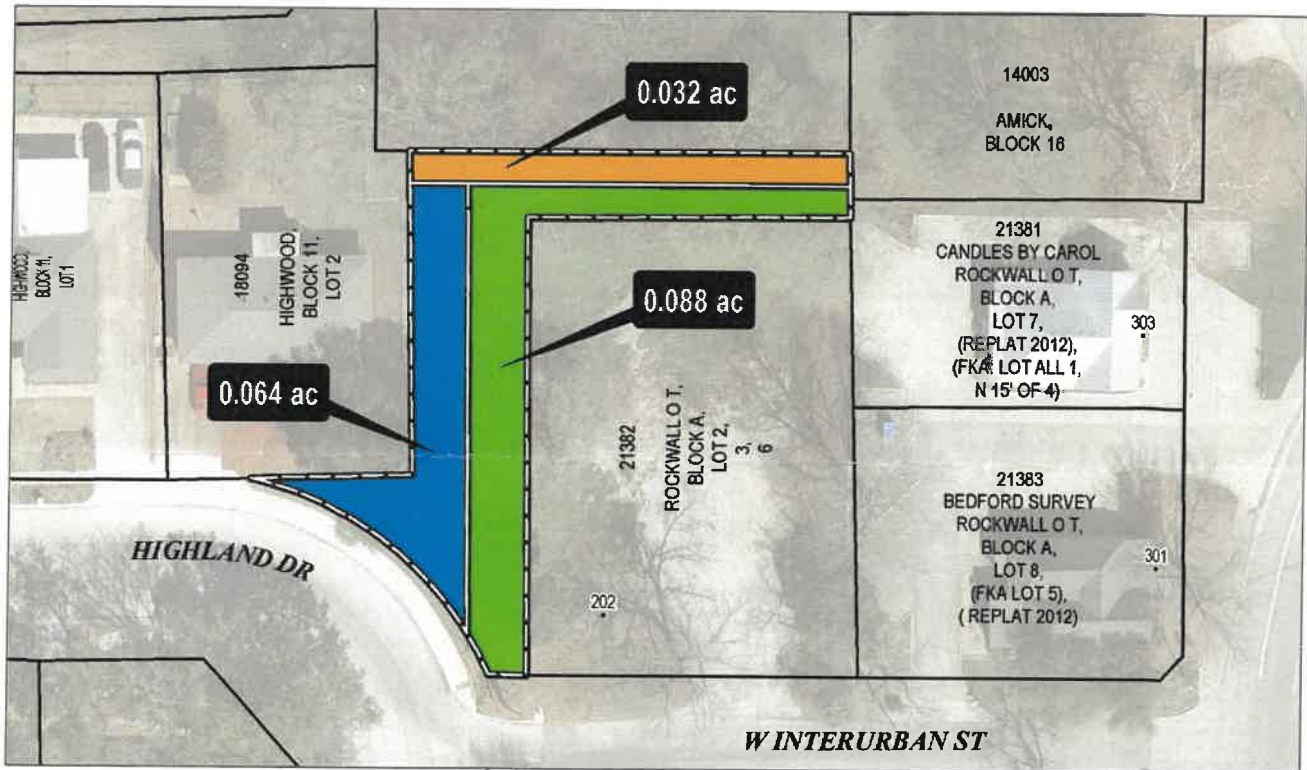 0.032 ac
14003
AMICK,
BLOCK 16
HIGHWOOD,
BLOCK 11,
LOT 1
18094
HIGHWOOD,
BLOCK 11,
LOT 2
21381
CANDLES BY CAROL
ROCKWALL O T,
BLOCK A,
LOT 7,
(REPLAT 2012),
(FKA LOT ALL 1,
N 15' OF 4)
303
0.088 ac
0.064 ac
21382
ROCKWALL O T,
BLOCK A,
LOT 2,
3,
6
21383
BEDFORD SURVEY
ROCKWALL O T,
BLOCK A,
LOT 8,
(FKA LOT 5),
( REPLAT 2012)
301
HIGHLAND DR
202
W INTERURBAN ST